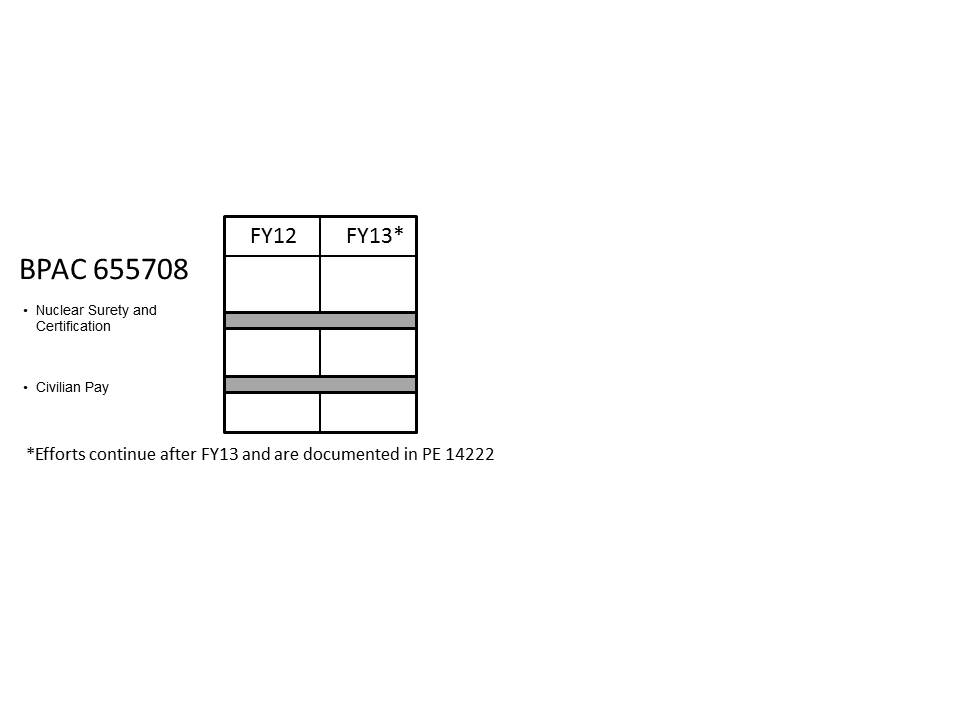 FY12 FY13*
BPAC 655708
• Nuclear Surety and
Certification
• Civilian Pay
*Efforts continue after FY13 and are documented in PE 14222